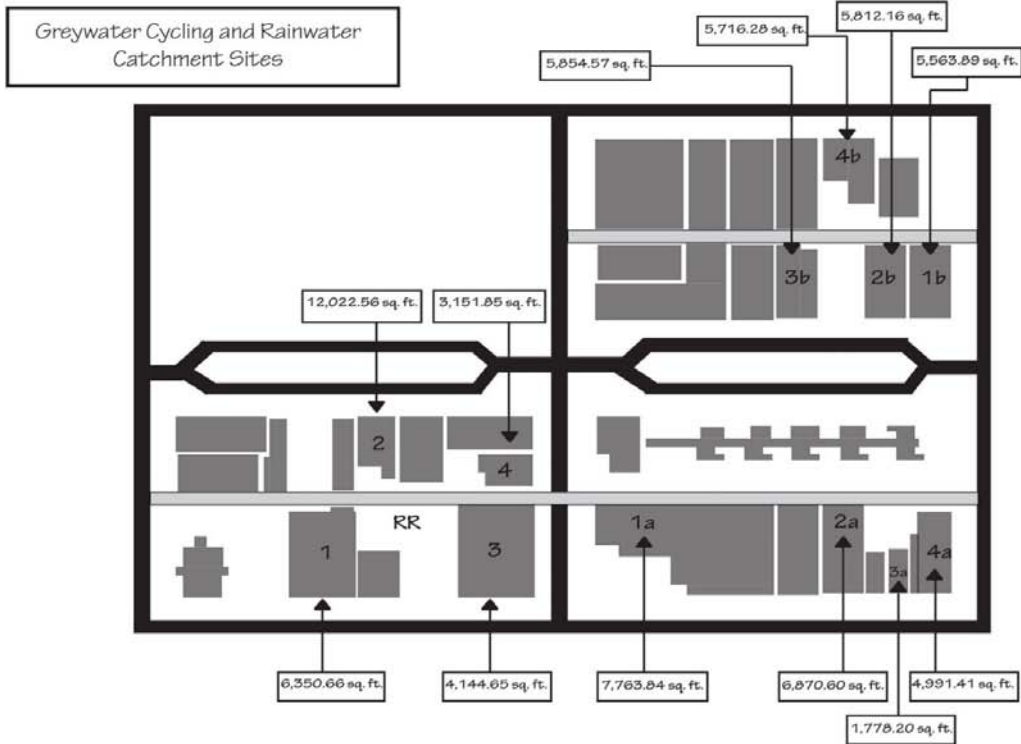 Greywater Cycling and Rainwater
Catchment Sites
5,812.16 sq. ft.
5,716.28 sq. ft.
5,854.57 sq. ft.
5,563.89 sq. ft.
4b
3b
2b
1b
12,022.56 sq. ft.
3,151.85 sq. ft.
2
4
RR
1
3
1a
2a
3a
4a
6,350.66 sq. ft.
4,144.65 sq. ft.
7,763.84 sq. ft.
6,870.60 sq. ft.
4,991.41 sq. ft.
1,778.20 sq. ft.